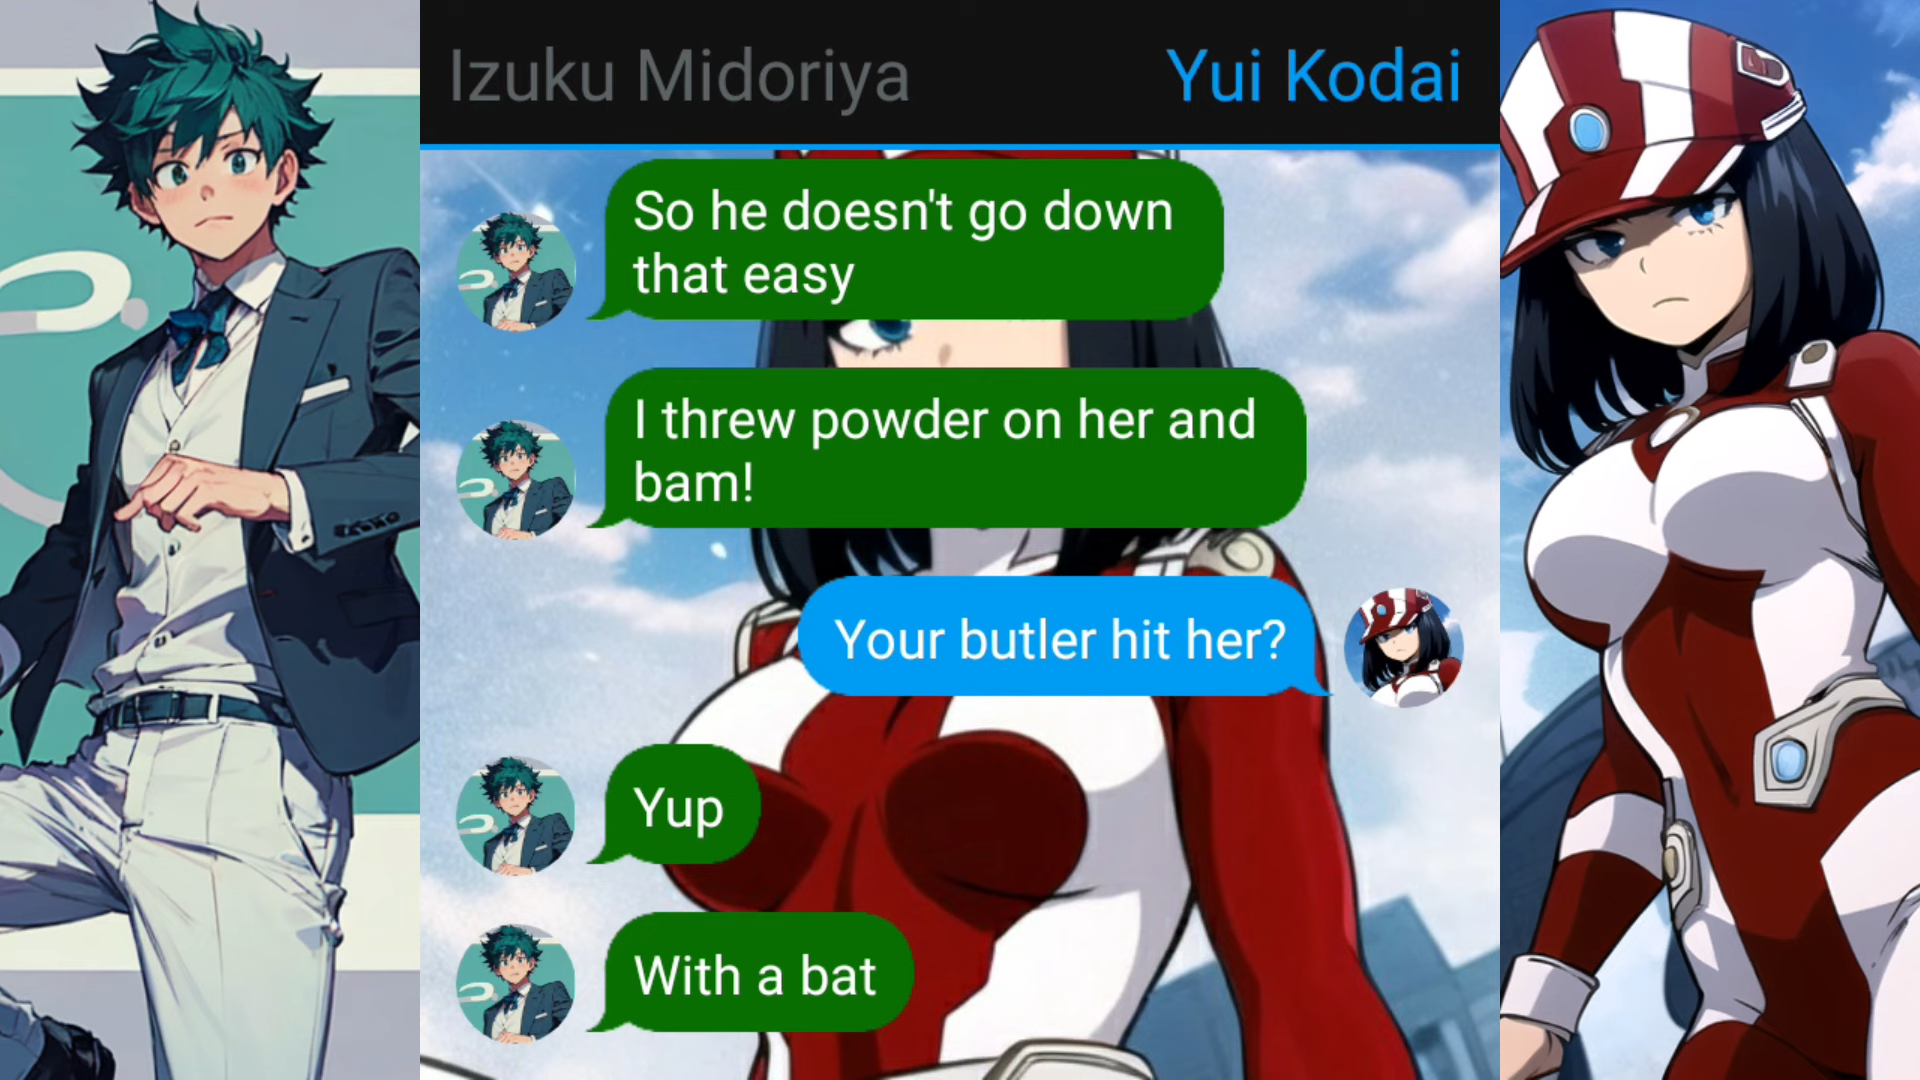 Izuku Midoriya
Yui Kodai
So he doesn't go down
that easy
I threw powder on her and
bam!
Your butler hit her?
Yup
With a bat